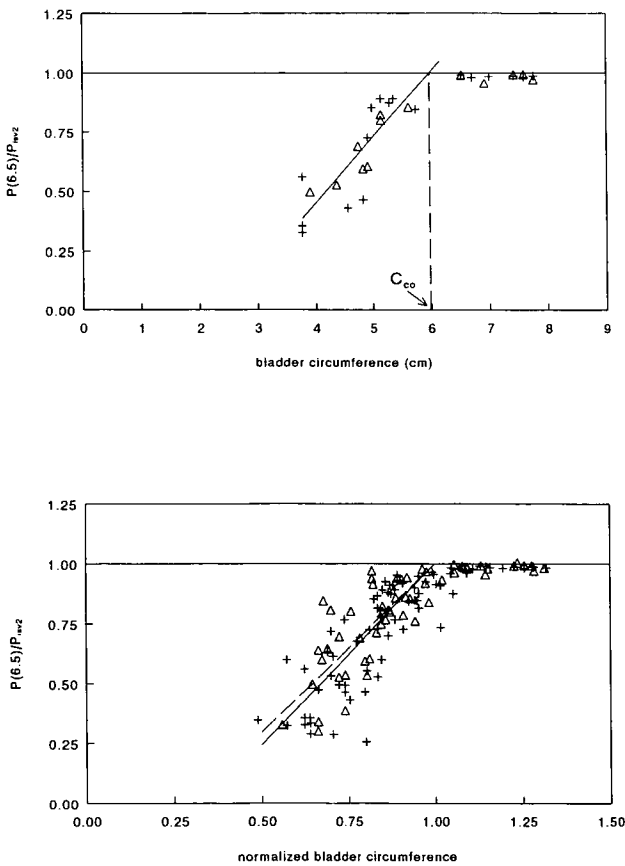 1.25
1.00
0.75
0.50
0.25
0.00
P(6.5)/Pisv2
Cco
0 1 2 3 4 5 6 7 8 9
bladder circumference (cm)
1.25
1.00
0.75
0.50
0.25
0.00
P(6.5)/Pisv2
0.00 0.25 0.50 0.75 1.00 1.25 1.50
normalized bladder circumference